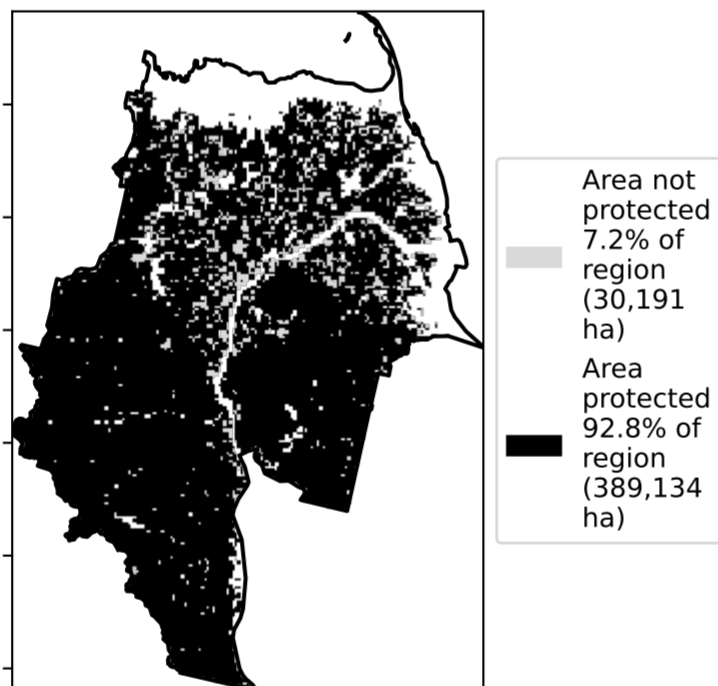 Area not
protected
7.2% of
region
(30,191
ha)
Area
protected
92.8% of
region
(389,134
ha)